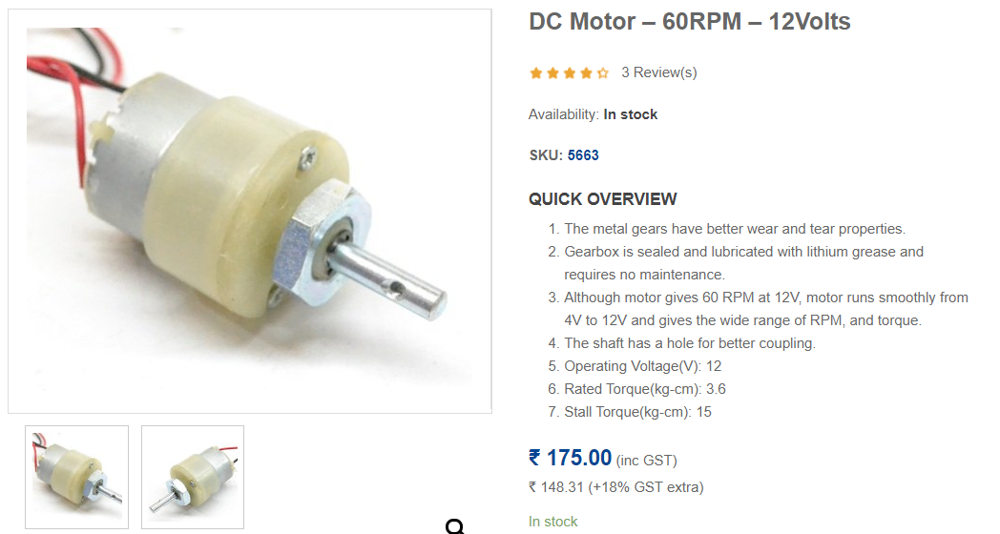 DC Motor – 60RPM – 12Volts
3 Review(s)
Availability: In stock
SKU: 5663
QUICK OVERVIEW
1. The metal gears have better wear and tear properties.
2. Gearbox is sealed and lubricated with lithium grease and
requires no maintenance.
3. Although motor gives 60 RPM at 12V, motor runs smoothly from
4V to 12V and gives the wide range of RPM, and torque.
4. The shaft has a hole for better coupling.
5. Operating Voltage(V): 12
6. Rated Torque(kg-cm): 3.6
7. Stall Torque(kg-cm): 15
₹ 175.00 (inc GST)
₹ 148.31 (+18% GST extra)
In stock